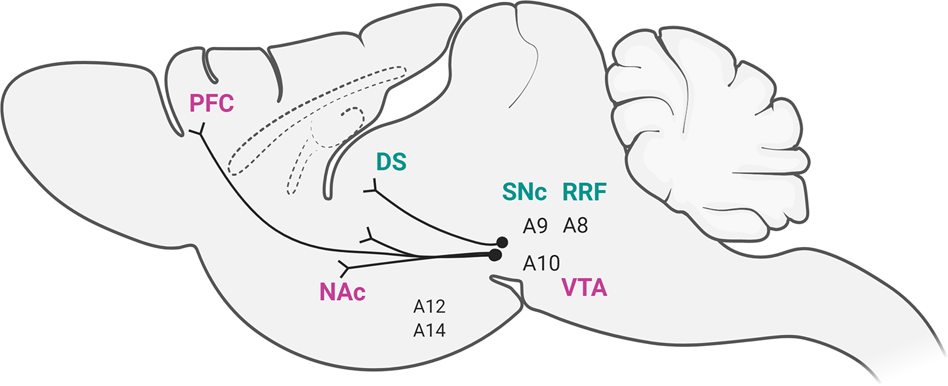 PFC
DS
SNc RRF
A9 A8
A10
VTA
NAc
A12
A14